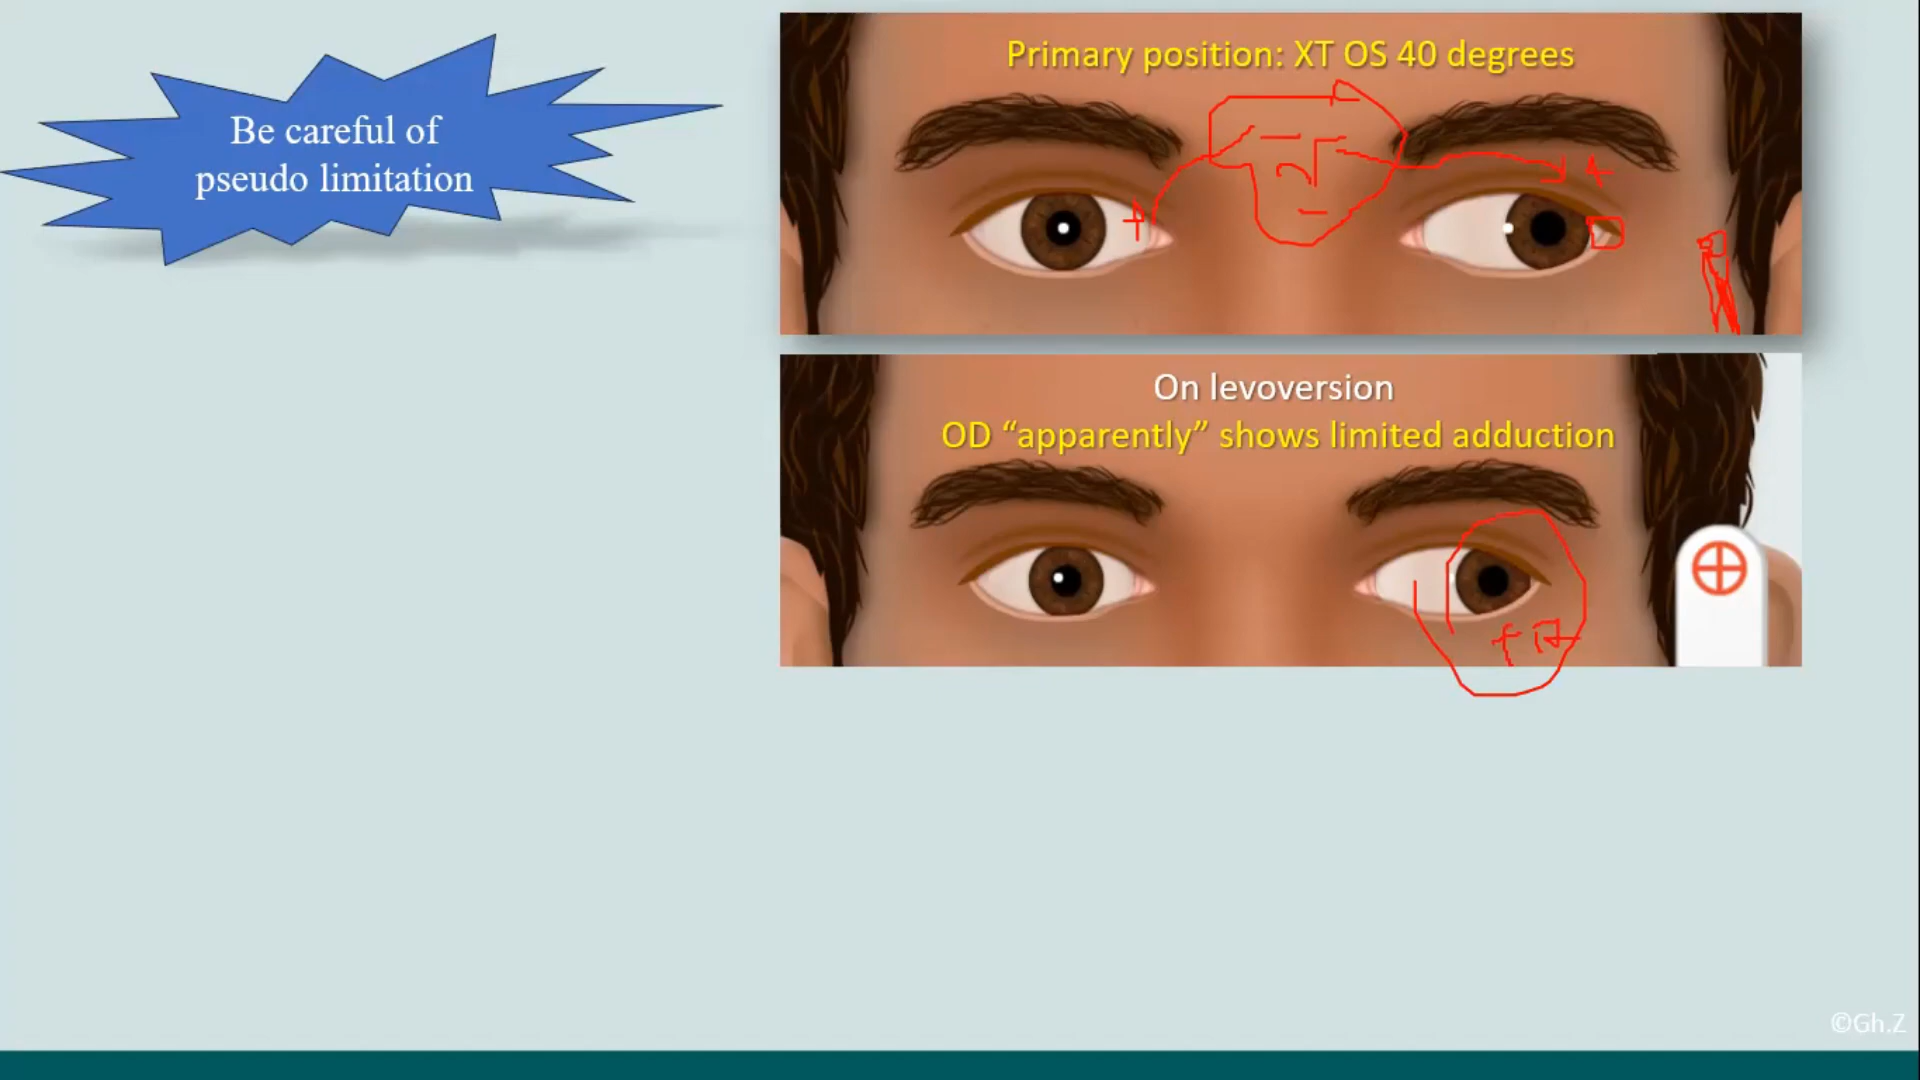 Be careful of
pseudo limitation
Primary position: XT OS 40 degrees
On levoversion
OD “apparently” shows limited adduction
©Gh.Z